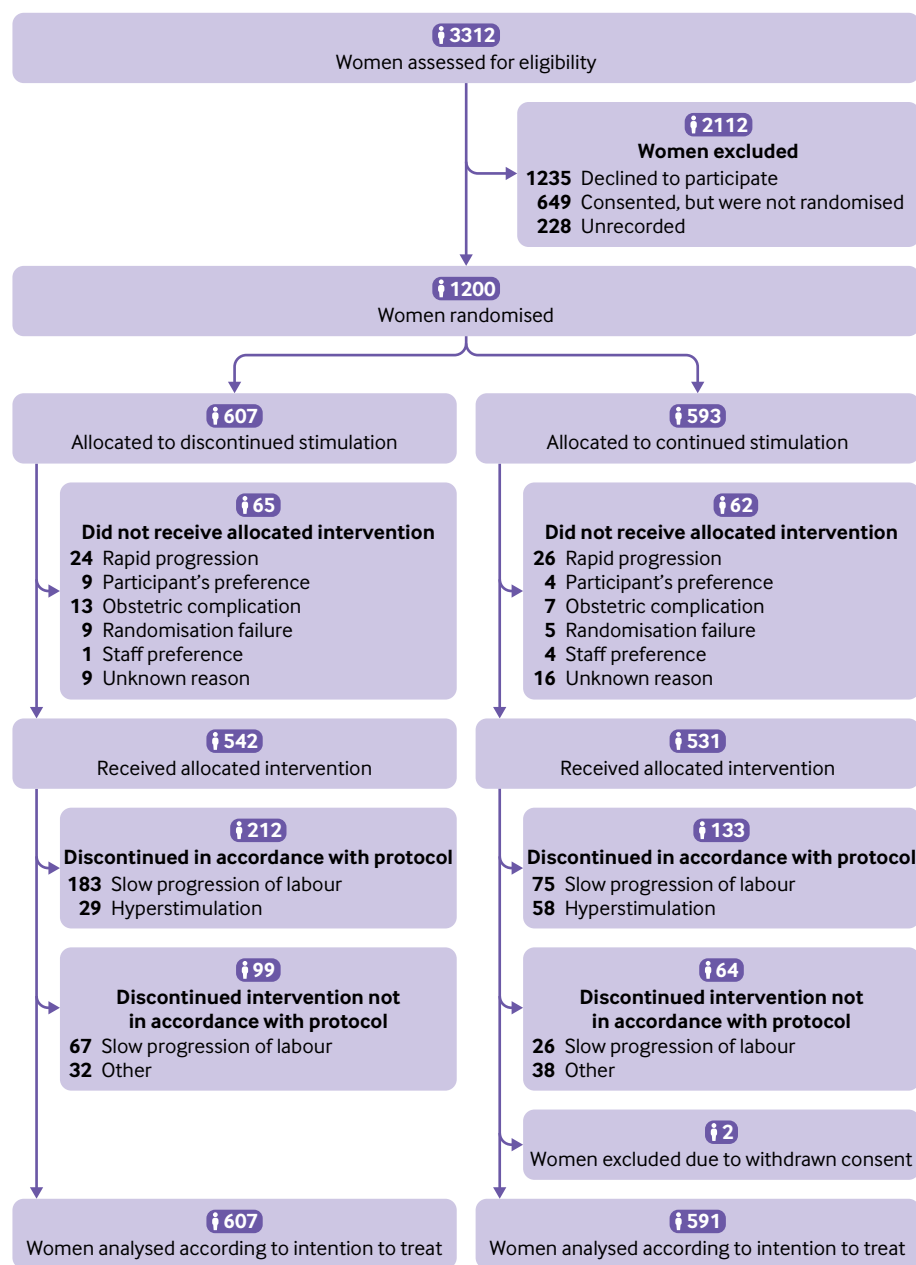 3312
Women assessed for eligibility
2112
Women excluded
1235 Declined to participate
649 Consented, but were not randomised
228 Unrecorded
1200
Women randomised
607
Allocated to discontinued stimulation
65
Did not receive allocated intervention
24 Rapid progression
9 Participant's preference
13 Obstetric complication
9 Randomisation failure
1 Staff preference
9 Unknown reason
542
Received allocated intervention
212
Discontinued in accordance with protocol
183 Slow progression of labour
29 Hyperstimulation
99
Discontinued intervention not
in accordance with protocol
67 Slow progression of labour
32 Other
607
Women analysed according to intention to treat
593
Allocated to continued stimulation
62
Did not receive allocated intervention
26 Rapid progression
4 Participant's preference
7 Obstetric complication
5 Randomisation failure
4 Staff preference
16 Unknown reason
531
Received allocated intervention
133
Discontinued in accordance with protocol
75 Slow progression of labour
58 Hyperstimulation
64
Discontinued intervention not
in accordance with protocol
26 Slow progression of labour
38 Other
2
Women excluded due to withdrawn consent
591
Women analysed according to intention to treat